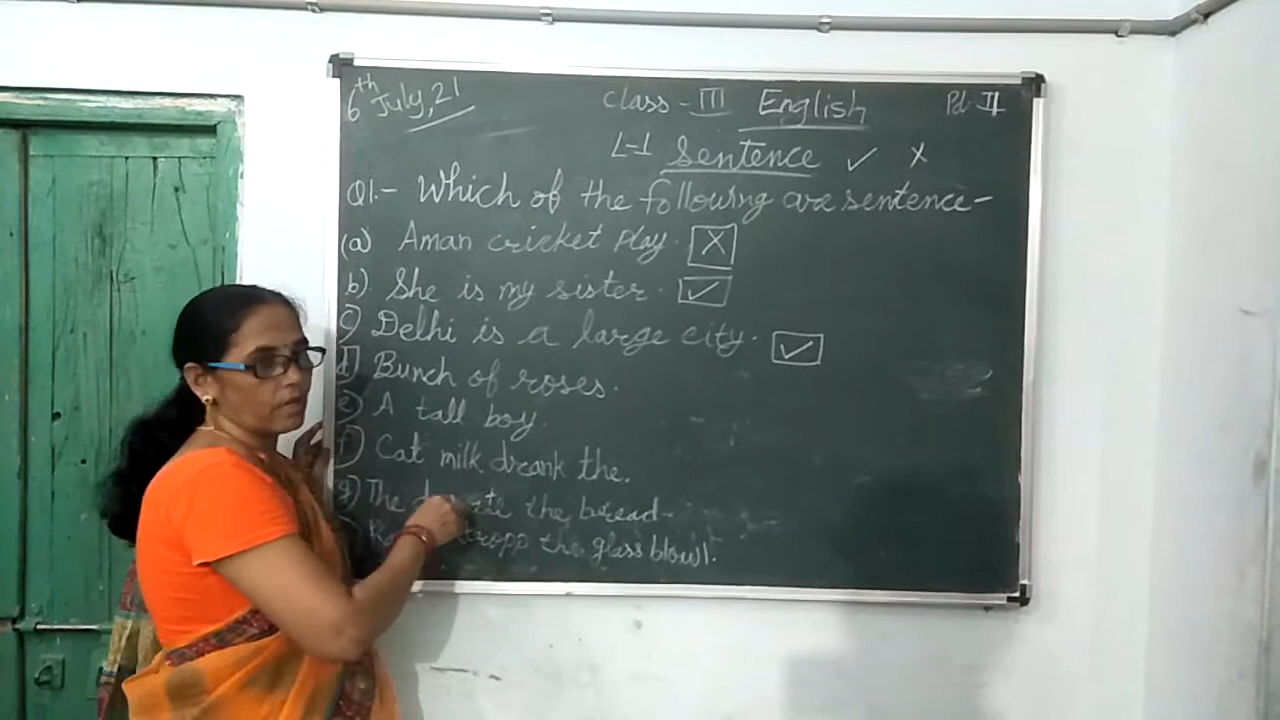 6th July, 21 Class - III English Pd- II
L-1 Sentence ✓ X
Q1.- Which of the following are sentence-
(a) Aman cricket play. X
b). She is my sister. ✓
c) Delhi is a large city. ✓
d) Bunch of roses.
e) A tall boy.
f) Cat milk drank the.
g) The ate the bread-
the glass blowl.